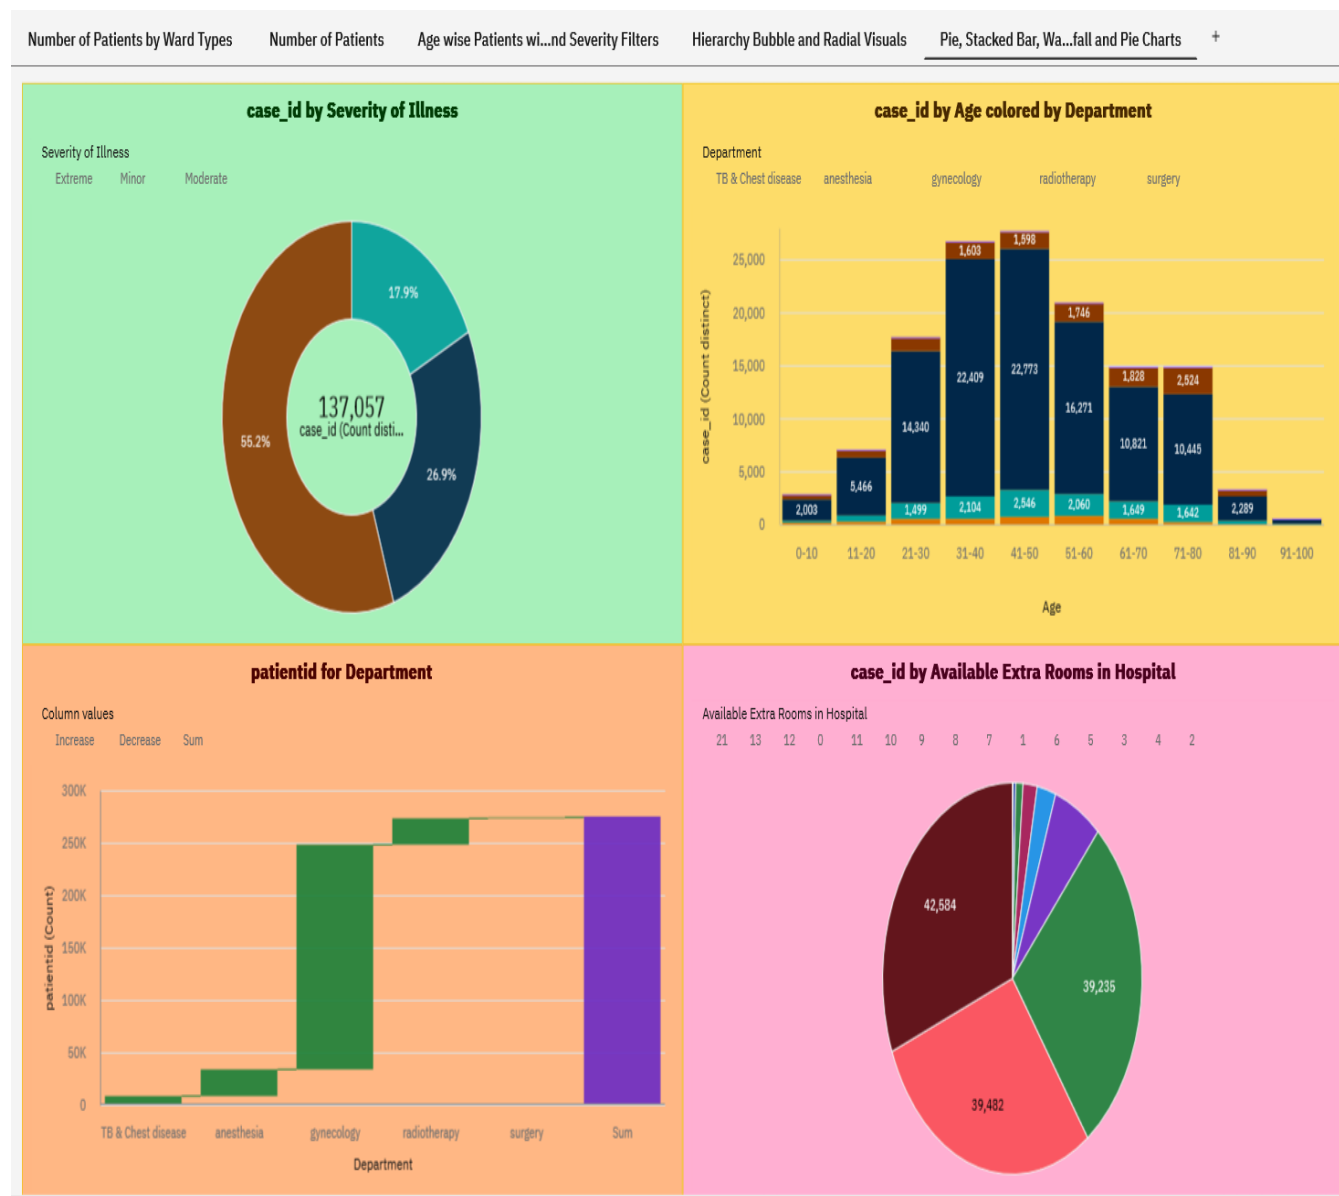 Number of Patients by Ward Types Number of Patients Age wise Patients wi...nd Severity Filters Hierarchy Bubble and Radial Visuals Pie, Stacked Bar, Wa...fall and Pie Charts +
case_id by Severity of Illness
Severity of Illness
Extreme Minor Moderate
17.9%
137,057
case_id (Count disti...
55.2%
26.9%
case_id by Age colored by Department
Department
TB & Chest disease anesthesia gynecology radiotherapy surgery
case_id (Count distinct)
25,000
20,000
15,000
10,000
5,000
0
1,603 1,598
1,746
1,828 2,524
22,409 22,773
16,271
14,340
10,821 10,445
5,466
2,003 1,499 2,104 2,546 2,060 1,649 1,642 2,289
0-10 11-20 21-30 31-40 41-50 51-60 61-70 71-80 81-90 91-100
Age
patientid for Department
Column values
Increase Decrease Sum
patientid (Count)
300K
250K
200K
150K
100K
50K
0
TB & Chest disease anesthesia gynecology radiotherapy surgery Sum
Department
case_id by Available Extra Rooms in Hospital
Available Extra Rooms in Hospital
21 13 12 0 11 10 9 8 7 1 6 5 3 4 2
42,584
39,235
39,482